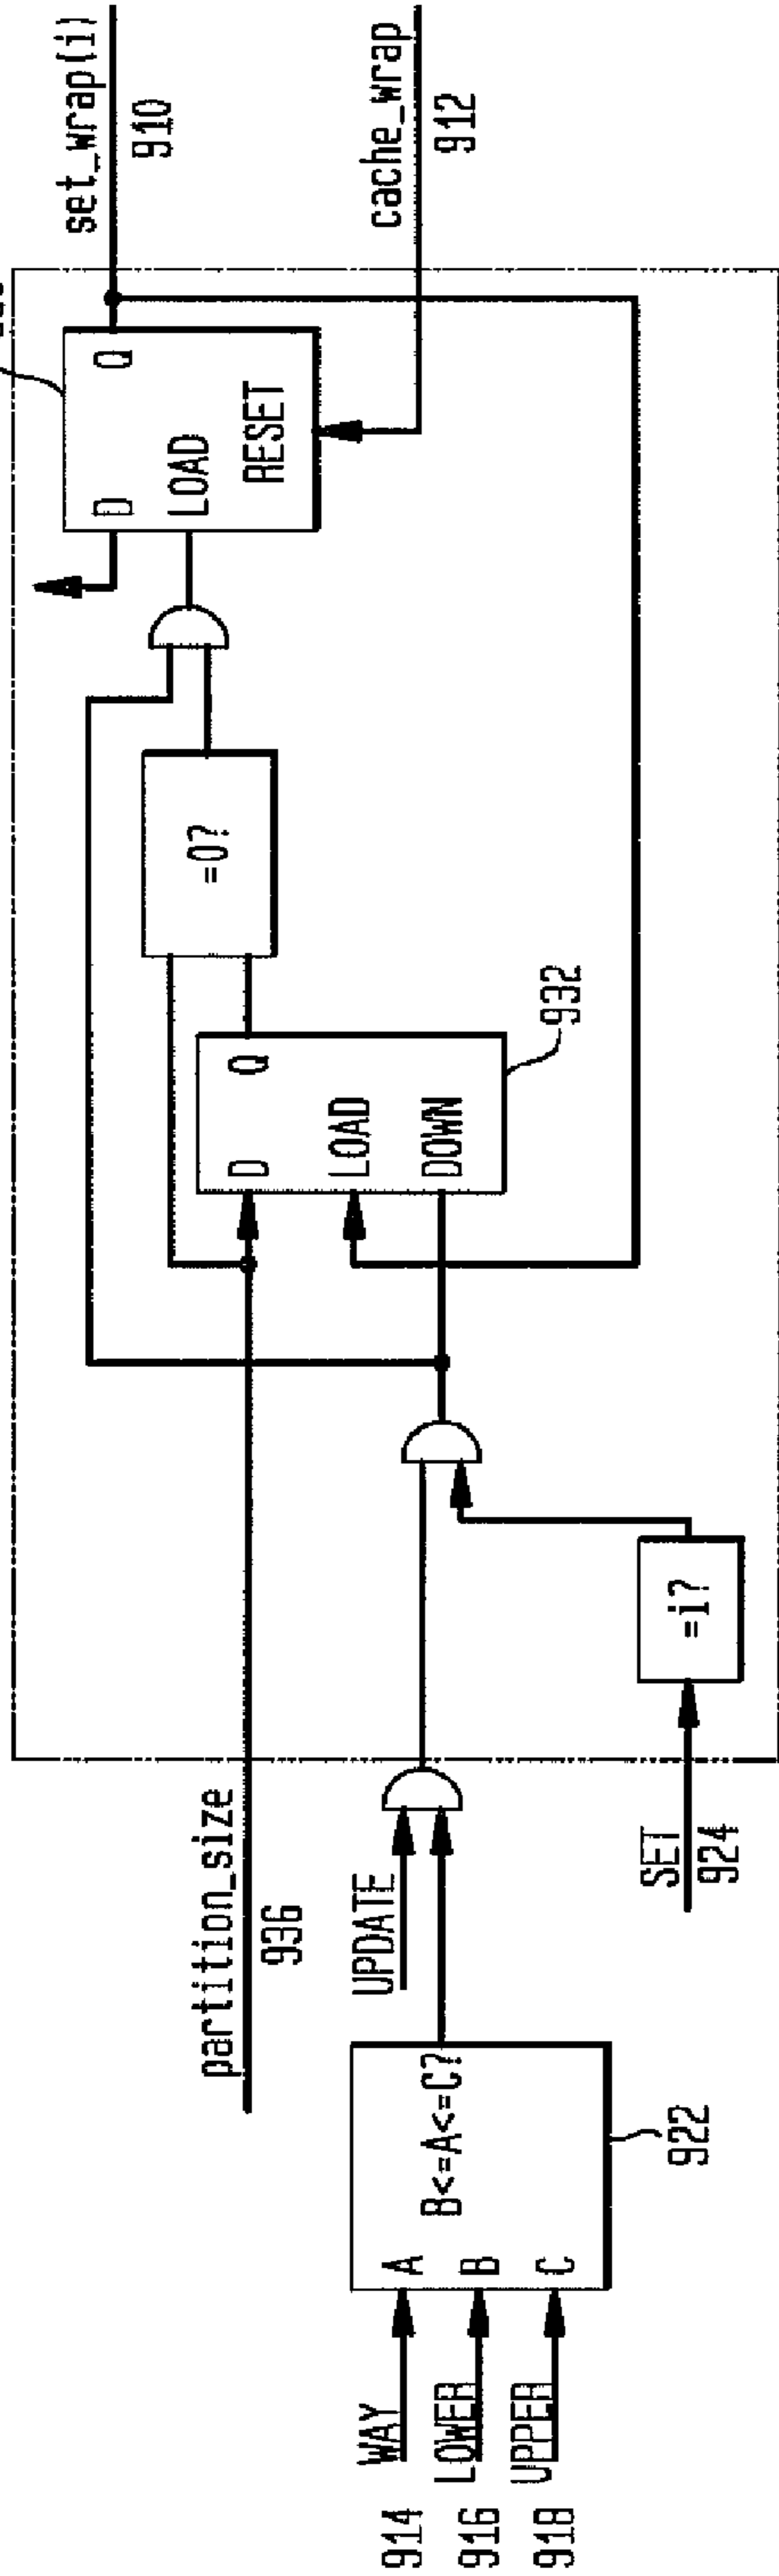 set_wrap(i)
910
cache_wrap
912
D
Q
LOAD
RESET
=0?
D
Q
LOAD
DOWN
932
=i?
partition_size
936
UPDATE
SET
924
B<=A<=C?
A
B
C
922
WAY
914
LOWER
916
UPPER
918